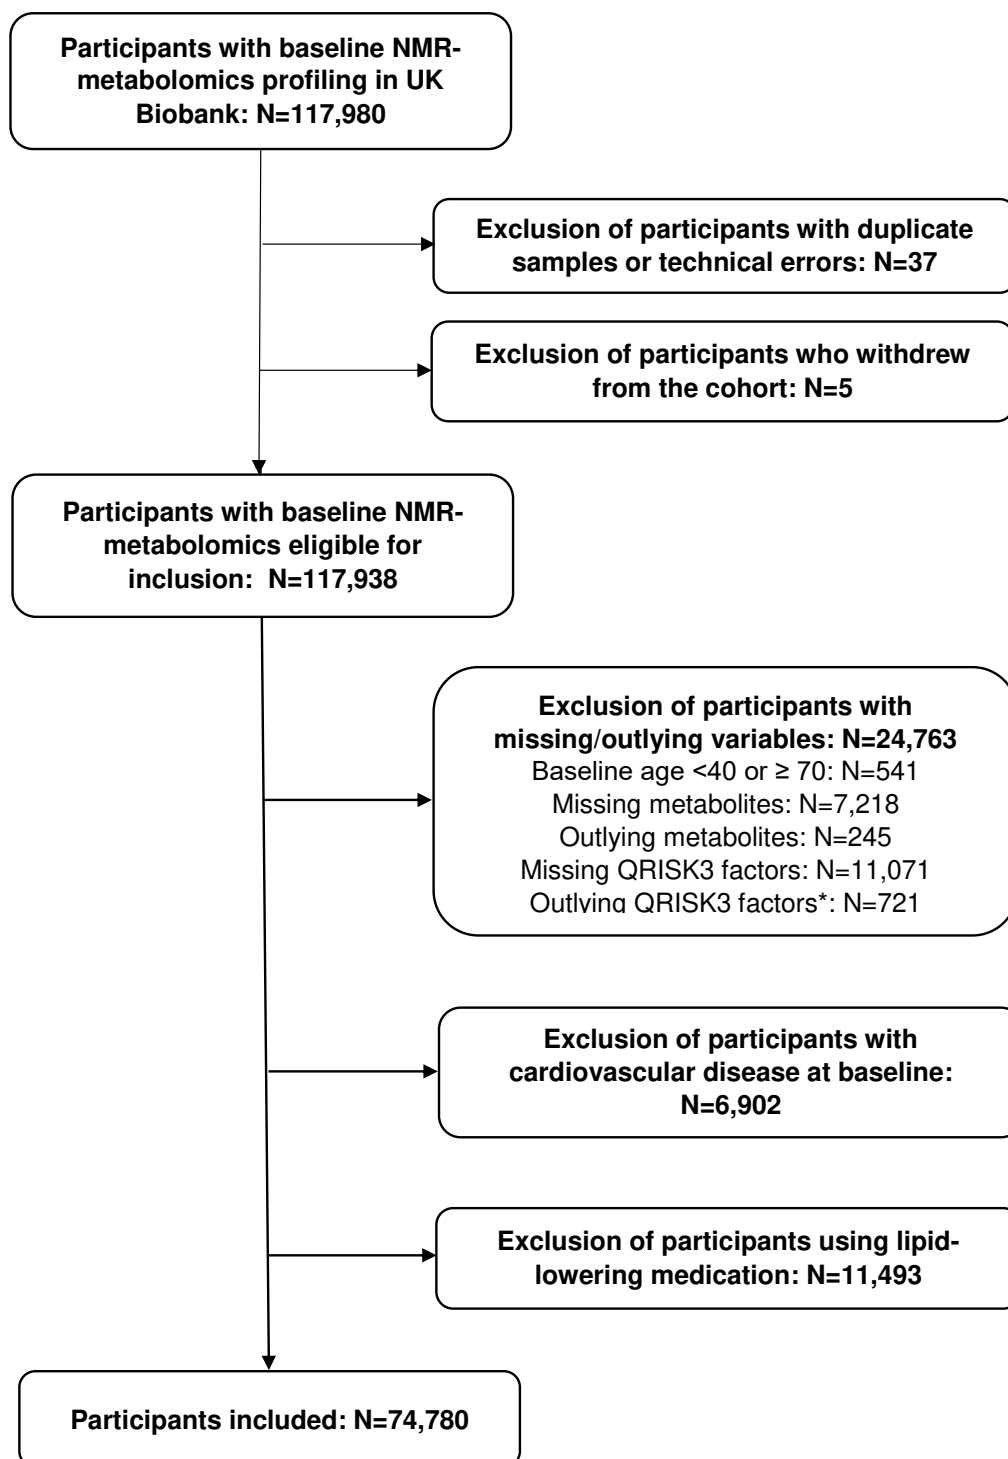 Participants with baseline NMR-
metabolomics profiling in UK
Biobank: N=117,980
Exclusion of participants with duplicate
samples or technical errors: N=37
Exclusion of participants who withdrew
from the cohort: N=5
Participants with baseline NMR-
metabolomics eligible for
inclusion: N=117,938
Exclusion of participants with
missing/outlying variables: N=24,763
Baseline age <40 or ≥ 70: N=541
Missing metabolites: N=7,218
Outlying metabolites: N=245
Missing QRISK3 factors: N=11,071
Outlying QRISK3 factors*: N=721
Exclusion of participants with
cardiovascular disease at baseline:
N=6,902
Exclusion of participants using lipid-
lowering medication: N=11,493
Participants included: N=74,780